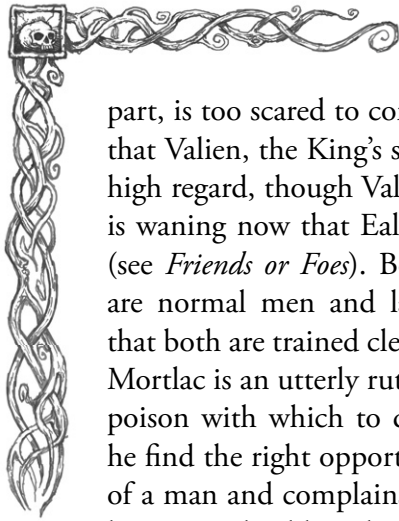 part, is too scared to co
that Valien, the King's s
high regard, though Val
is waning now that Eal
(see Friends or Foes). B
are normal men and l
that both are trained cle
Mortlac is an utterly rut
poison with which to c
he find the right opport
of a man and complain